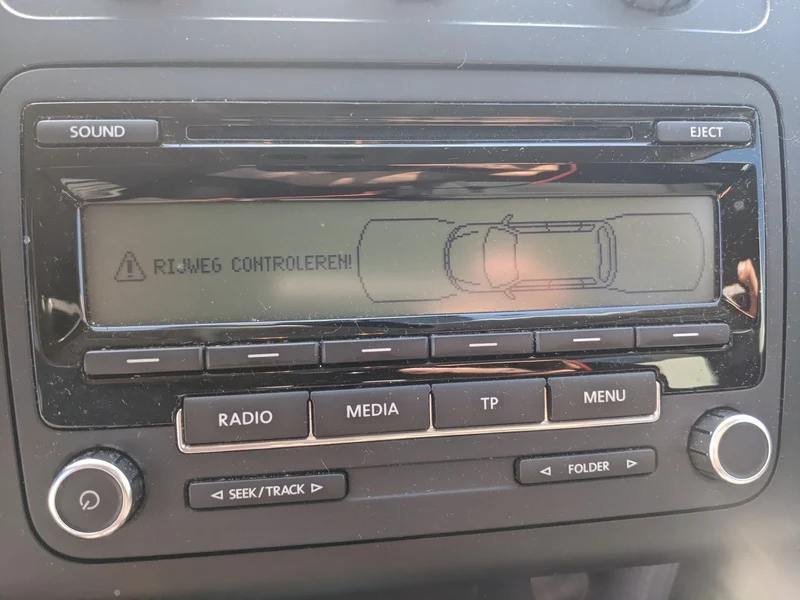 SOUND
EJECT
RIJWEG CONTROLEREN!
RADIO
MEDIA
TP
MENU
SEEK/TRACK
FOLDER